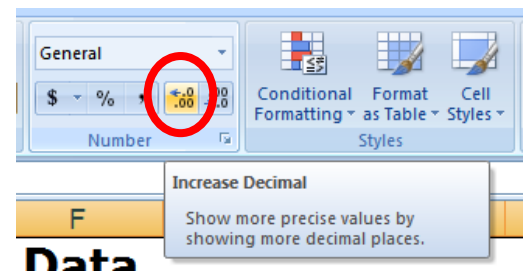 General
$ % , .0 .00 .00 .0
Conditional Format Cell
Formatting as Table Styles
Number Styles
Increase Decimal
Show more precise values by
showing more decimal places.
F
Data